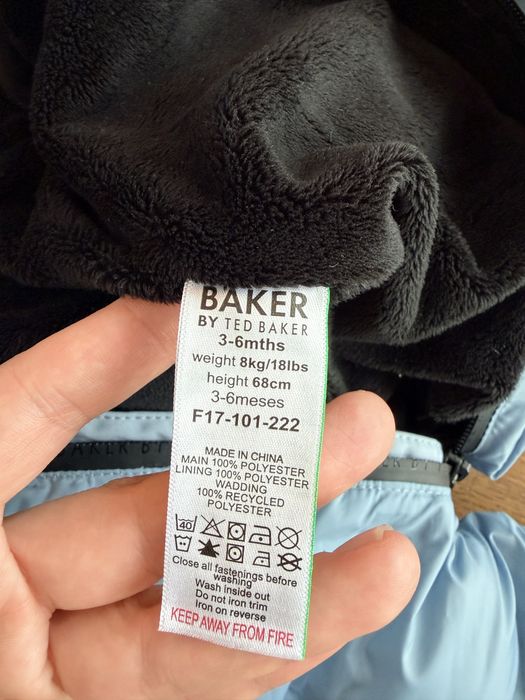 BAKER
BY TED BAKER
3-6mths
weight 8kg/18lbs
height 68cm
3-6meses
F17-101-222
MADE IN CHINA
MAIN 100% POLYESTER
LINING 100% POLYESTER
WADDING
100% RECYCLED
POLYESTER
40
Close all fastenings before
washing
Wash inside out
Do not iron trim
Iron on reverse
KEEP AWAY FROM FIRE